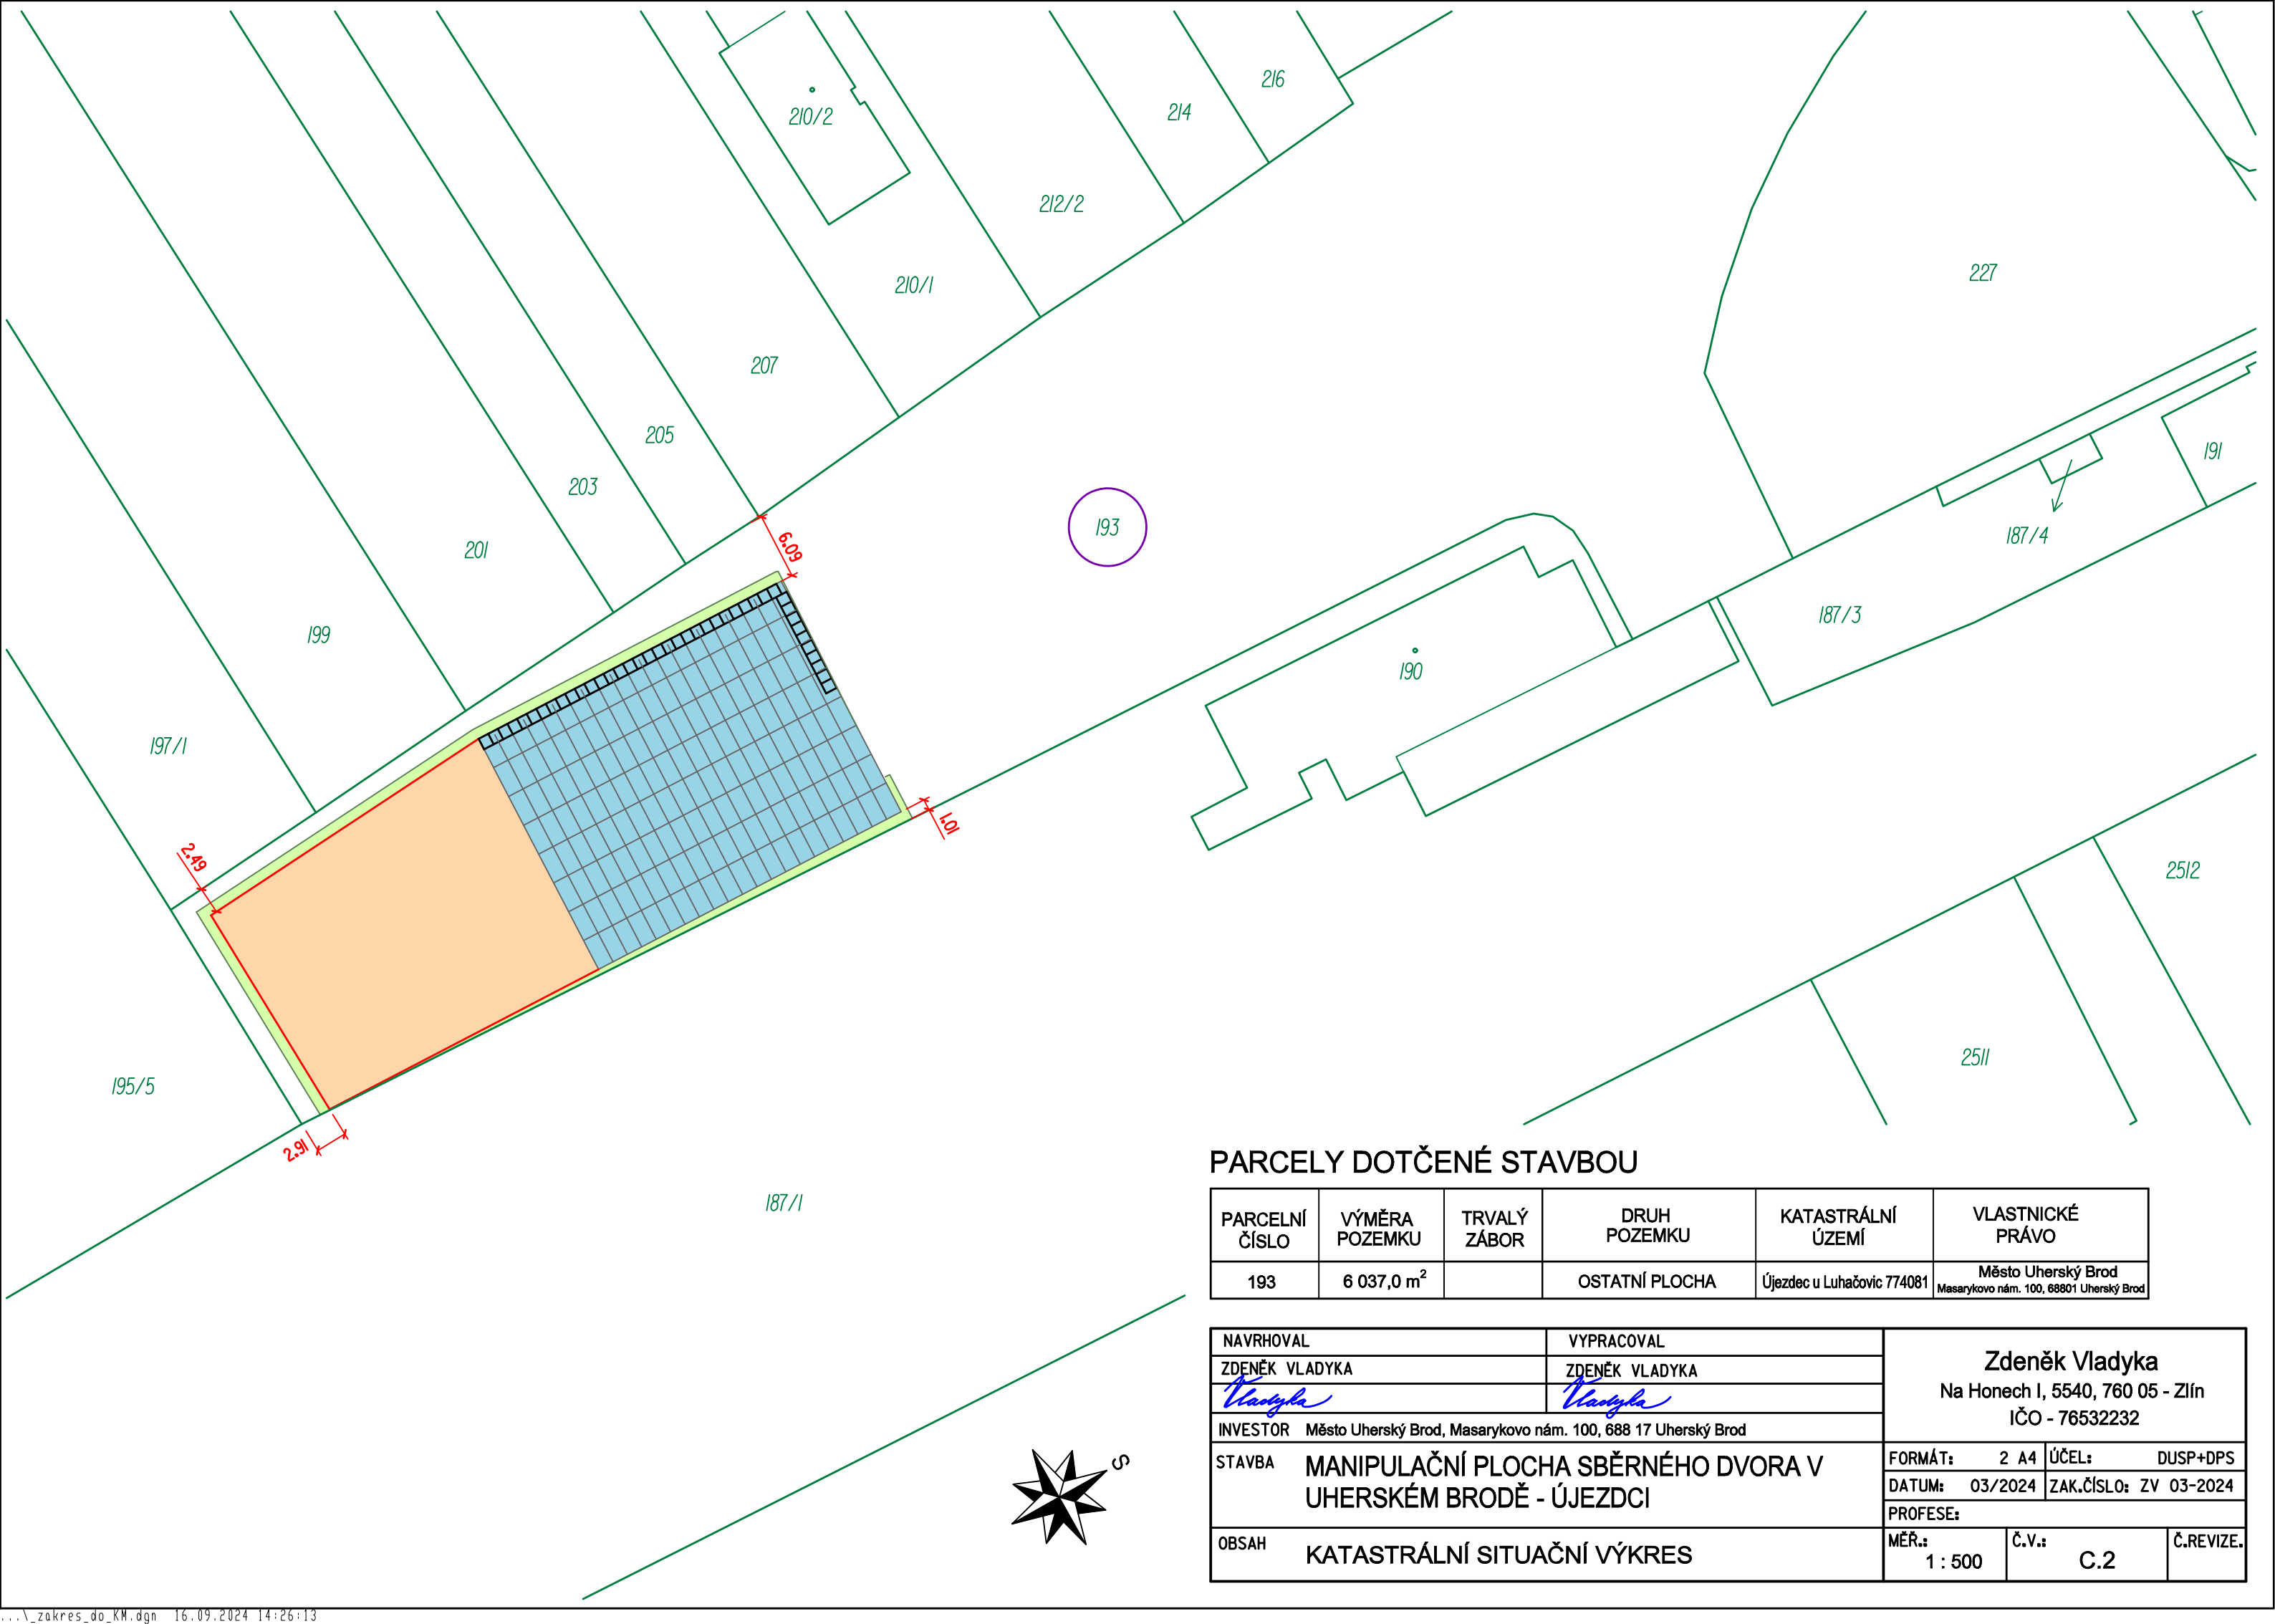 216
210/2
214
212/2
227
210/1
207
205
191
203
193
187/4
6.09
201
187/3
199
190
197/1
1.01
2.49
2512
2511
195/5
2.91
187/1
PARCELY DOTČENÉ STAVBOU
PARCELNÍ ČÍSLO
VÝMĚRA POZEMKU
TRVALÝ ZÁBOR
DRUH POZEMKU
KATASTRÁLNÍ ÚZEMÍ
VLASTNICKÉ PRÁVO
193
6 037,0 m²
OSTATNÍ PLOCHA
Újezdec u Luhačovic 774081
Město Uherský Brod
Masarykovo nám. 100, 68801 Uherský Brod
NAVRHOVAL
VYPRACOVAL
ZDENĚK VLADYKA
ZDENĚK VLADYKA
Vladyka
Vladyka
Zdeněk Vladyka
Na Honech I, 5540, 760 05 - Zlín
IČO - 76532232
INVESTOR Město Uherský Brod, Masarykovo nám. 100, 688 17 Uherský Brod
STAVBA MANIPULAČNÍ PLOCHA SBĚRNÉHO DVORA V
UHERSKÉM BRODĚ - ÚJEZDCI
FORMÁT: 2 A4
ÚČEL: DUSP+DPS
DATUM: 03/2024
ZAK.ČÍSLO: ZV 03-2024
PROFESE:
OBSAH KATASTRÁLNÍ SITUAČNÍ VÝKRES
MĚŘ.:
1 : 500
Č.V.:
C.2
Č.REVIZE.
S
...\_zakres_do_KM.dgn 16.09.2024 14:26:13